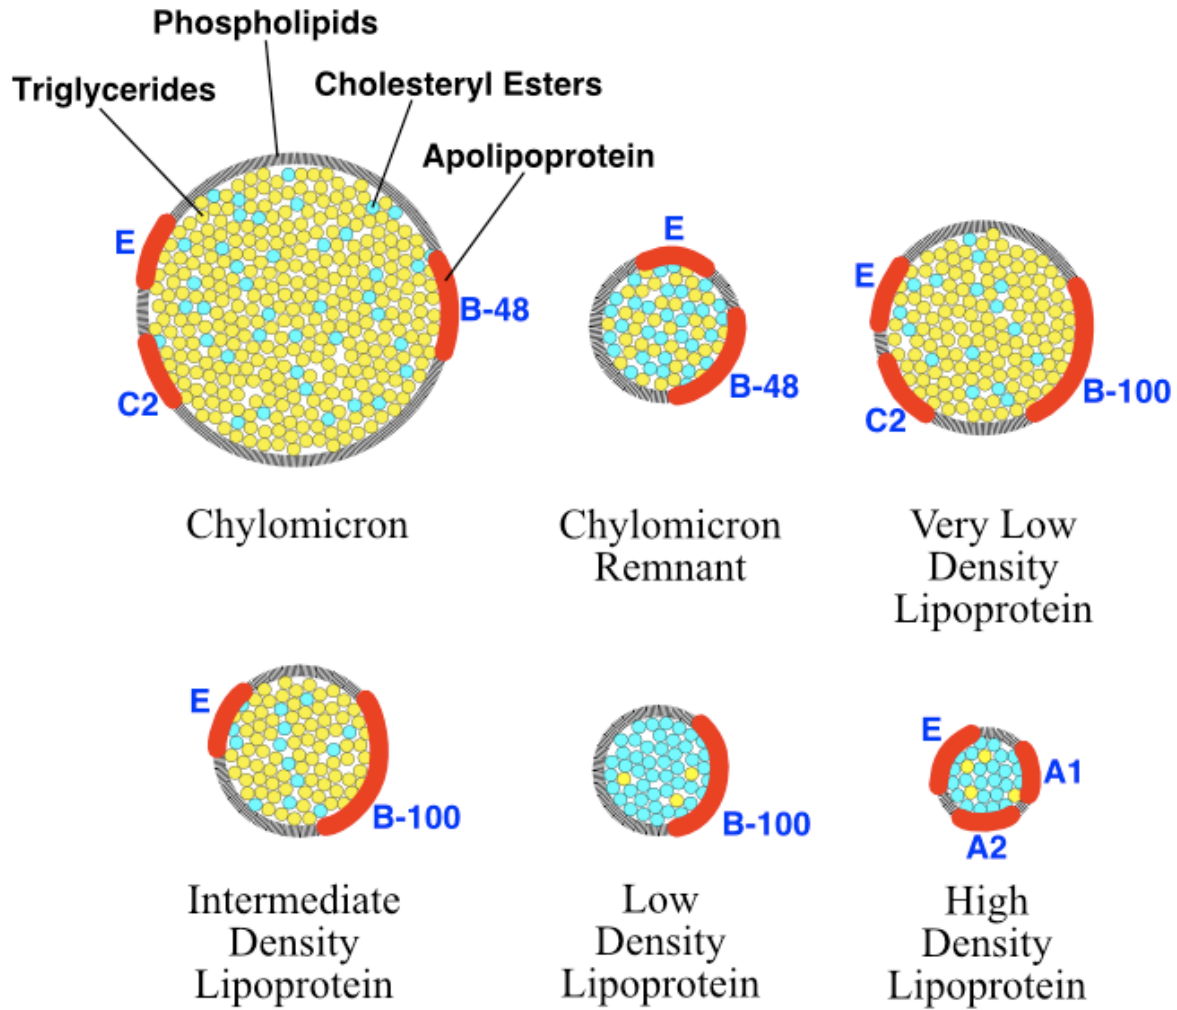 Phospholipids
Triglycerides
Cholesteryl Esters
Apolipoprotein
E
B-48
C2
Chylomicron
E
B-48
Chylomicron
Remnant
E
C2
B-100
Very Low
Density
Lipoprotein
E
B-100
Intermediate
Density
Lipoprotein
B-100
Low
Density
Lipoprotein
E
A1
A2
High
Density
Lipoprotein